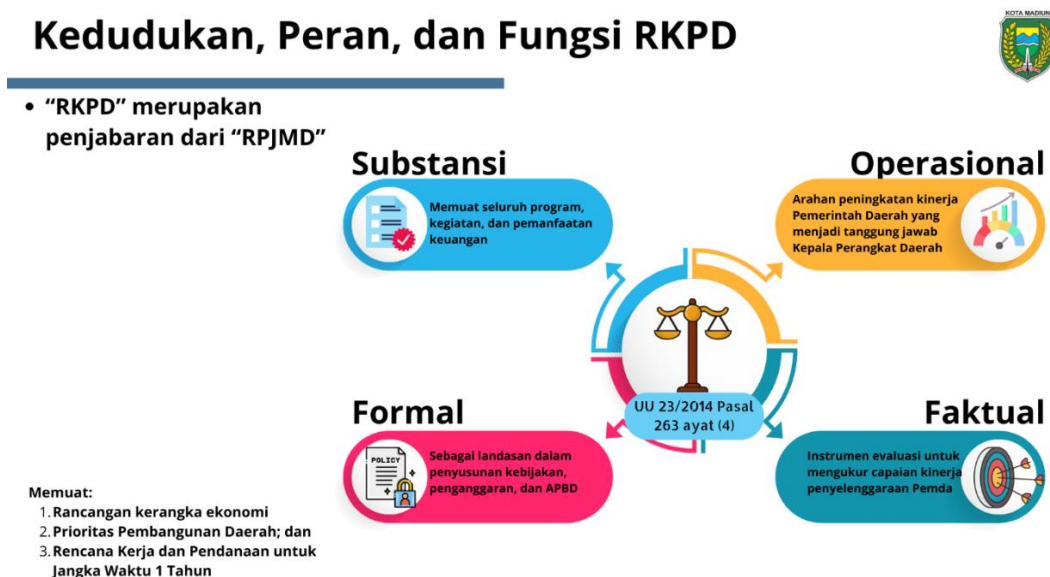 KOTA MADIUN
Kedudukan, Peran, dan Fungsi RKPD
• “RKPD” merupakan
penjabaran dari “RPJMD”
Substansi
Memuat seluruh program,
kegiatan, dan pemanfaatan
keuangan
Operasional
Arahan peningkatan kinerja
Pemerintah Daerah yang
menjadi tanggung jawab
Kepala Perangkat Daerah
UU 23/2014 Pasal
263 ayat (4)
Formal
POLICY
Sebagai landasan dalam
penyusunan kebijakan,
penganggaran, dan APBD
Faktual
Instrumen evaluasi untuk
mengukur capaian kinerja
penyelenggaraan Pemda
Memuat:
1. Rancangan kerangka ekonomi
2. Prioritas Pembangunan Daerah; dan
3. Rencana Kerja dan Pendanaan untuk
Jangka Waktu 1 Tahun